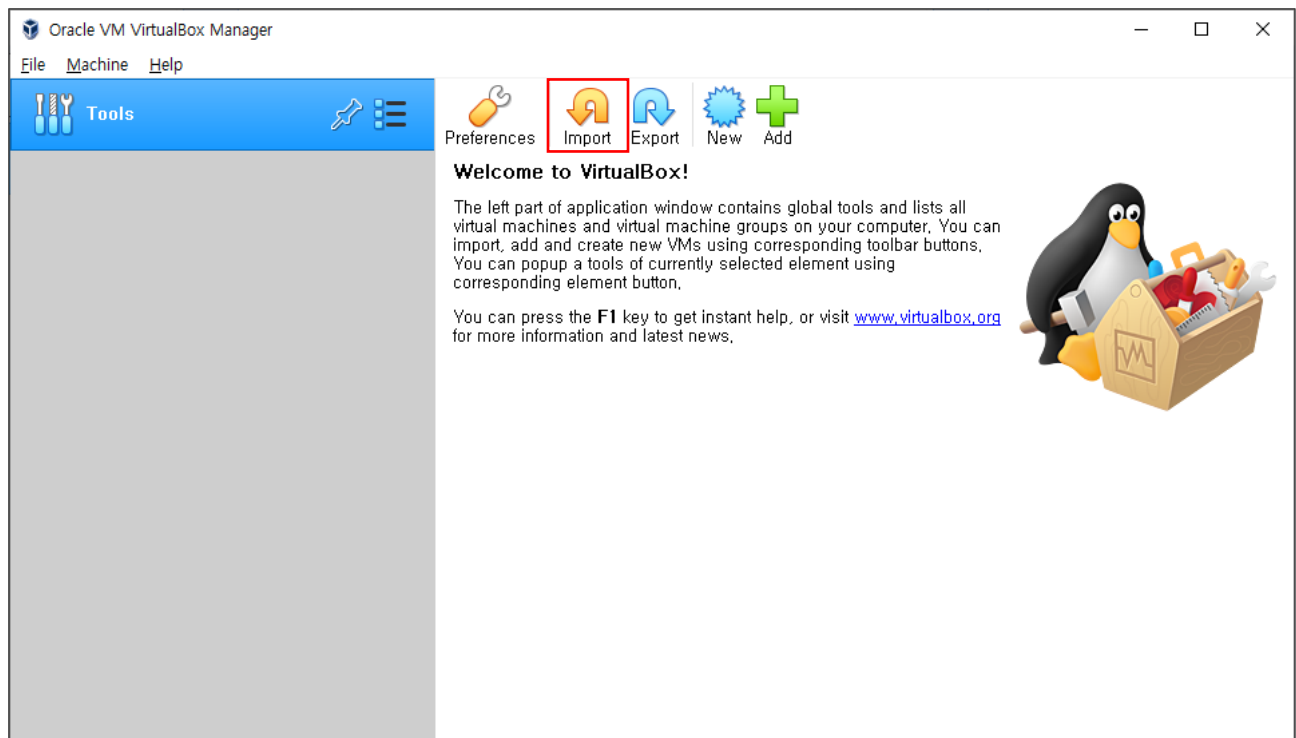 Oracle VM VirtualBox Manager
File Machine Help
Tools
Preferences Import Export New Add
Welcome to VirtualBox!
The left part of application window contains global tools and lists all
virtual machines and virtual machine groups on your computer, You can
import, add and create new VMs using corresponding toolbar buttons,
You can popup a tools of currently selected element using
corresponding element button,
You can press the F1 key to get instant help, or visit www.virtualbox.org
for more information and latest news,